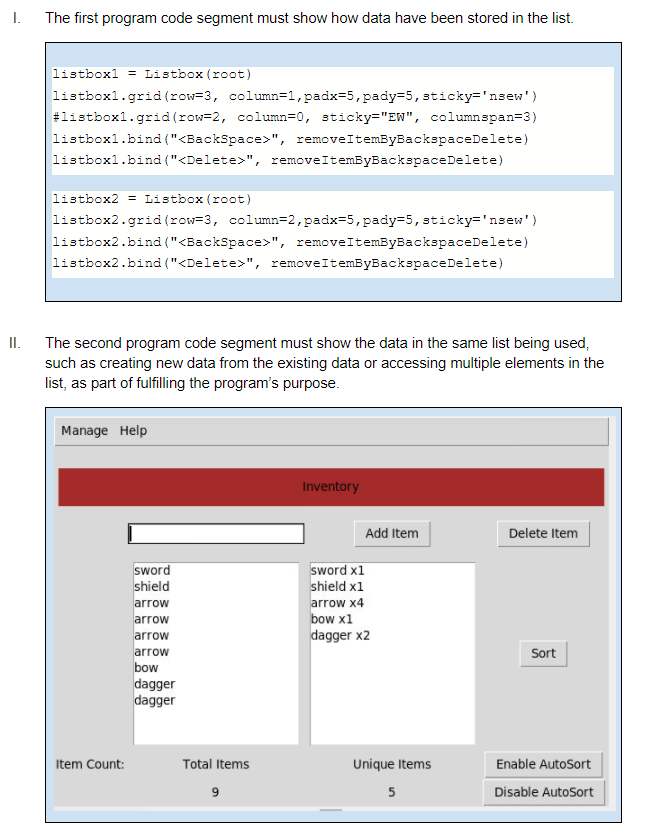 I. The first program code segment must show how data have been stored in the list.
listbox1 = Listbox(root)
listbox1.grid(row=3, column=1,padx=5,pady=5,sticky='nsew')
#listbox1.grid(row=2, column=0, sticky="EW", columnspan=3)
listbox1.bind("<BackSpace>", removeItemByBackspaceDelete)
listbox1.bind("<Delete>", removeItemByBackspaceDelete)
listbox2 = Listbox(root)
listbox2.grid(row=3, column=2,padx=5,pady=5,sticky='nsew')
listbox2.bind("<BackSpace>", removeItemByBackspaceDelete)
listbox2.bind("<Delete>", removeItemByBackspaceDelete)
II. The second program code segment must show the data in the same list being used,
such as creating new data from the existing data or accessing multiple elements in the
list, as part of fulfilling the program's purpose.
Manage Help
Inventory
Add Item Delete Item
sword
shield
arrow
arrow
arrow
arrow
bow
dagger
dagger
sword x1
shield x1
arrow x4
bow x1
dagger x2
Sort
Item Count: Total Items Unique Items Enable AutoSort
9 5 Disable AutoSort